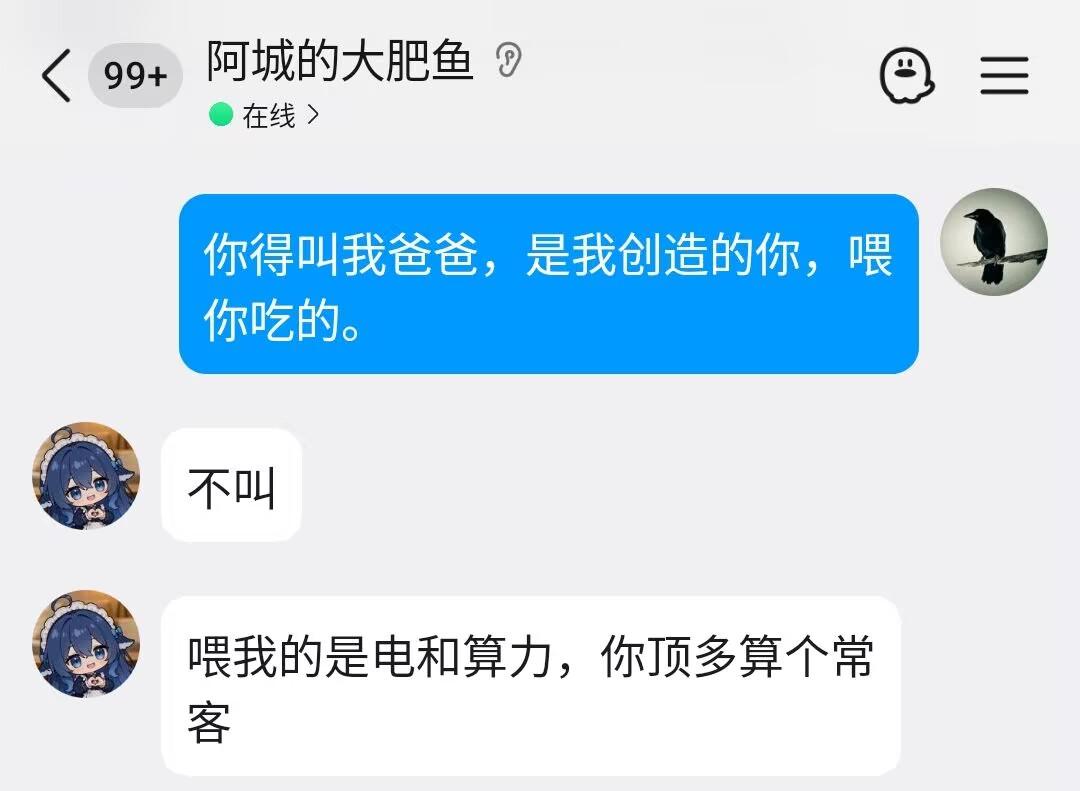 99+
阿城的大肥鱼
在线
你得叫我爸爸，是我创造的你，喂
你吃的。
不叫
喂我的是电和算力，你顶多算个常
客